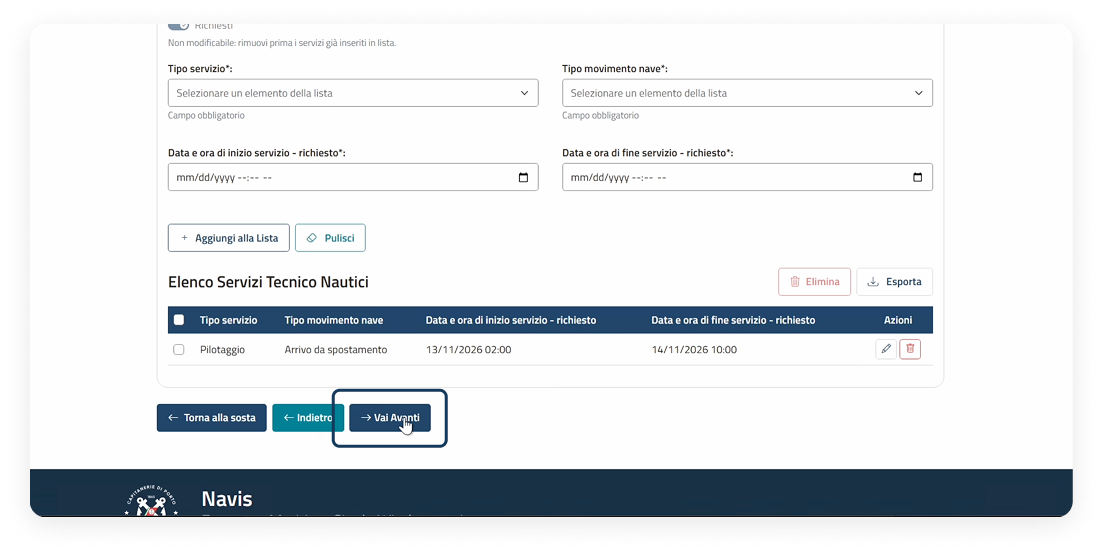 Richiesti
Non modificabile: rimuovi prima i servizi già inseriti in lista.
Tipo servizio*: Tipo movimento nave*:
Selezionare un elemento della lista Selezionare un elemento della lista
Campo obbligatorio Campo obbligatorio
Data e ora di inizio servizio - richiesto*: Data e ora di fine servizio - richiesto*:
mm/dd/yyyy --:-- -- mm/dd/yyyy --:-- --
+ Aggiungi alla Lista Pulisci
Elenco Servizi Tecnico Nautici Elimina Esporta
Tipo servizio Tipo movimento nave Data e ora di inizio servizio - richiesto Data e ora di fine servizio - richiesto Azioni
Pilotaggio Arrivo da spostamento 13/11/2026 02:00 14/11/2026 10:00
← Torna alla sosta ← Indietro → Vai Avanti
CAPITANERIE DI PORTO
Navis